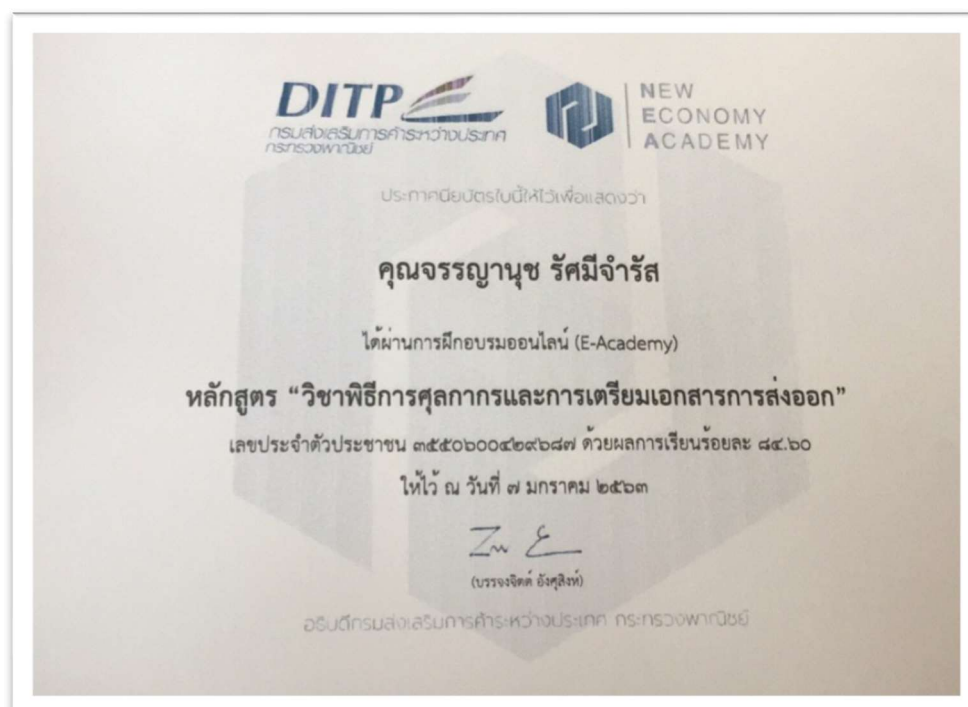 DITP
กรมส่งเสริมการค้าระหว่างประเทศ
กระทรวงพาณิชย์
NEW
ECONOMY
ACADEMY
ประกาศนียบัตรใบนี้ให้ไว้เพื่อแสดงว่า
คุณจรรญานุช รัศมีจำรัส
ได้ผ่านการฝึกอบรมออนไลน์ (E-Academy)
หลักสูตร “วิชาพิธีการศุลกากรและการเตรียมเอกสารการส่งออก”
เลขประจำตัวประชาชน ๓๕๕๐๖๐๐๔๒๙๖๘๗ ด้วยผลการเรียนร้อยละ ๘๔.๖๐
ให้ไว้ ณ วันที่ ๗ มกราคม ๒๕๖๓
(บรรจงจิตต์ อังศุสิงห์)
อธิบดีกรมส่งเสริมการค้าระหว่างประเทศ กระทรวงพาณิชย์